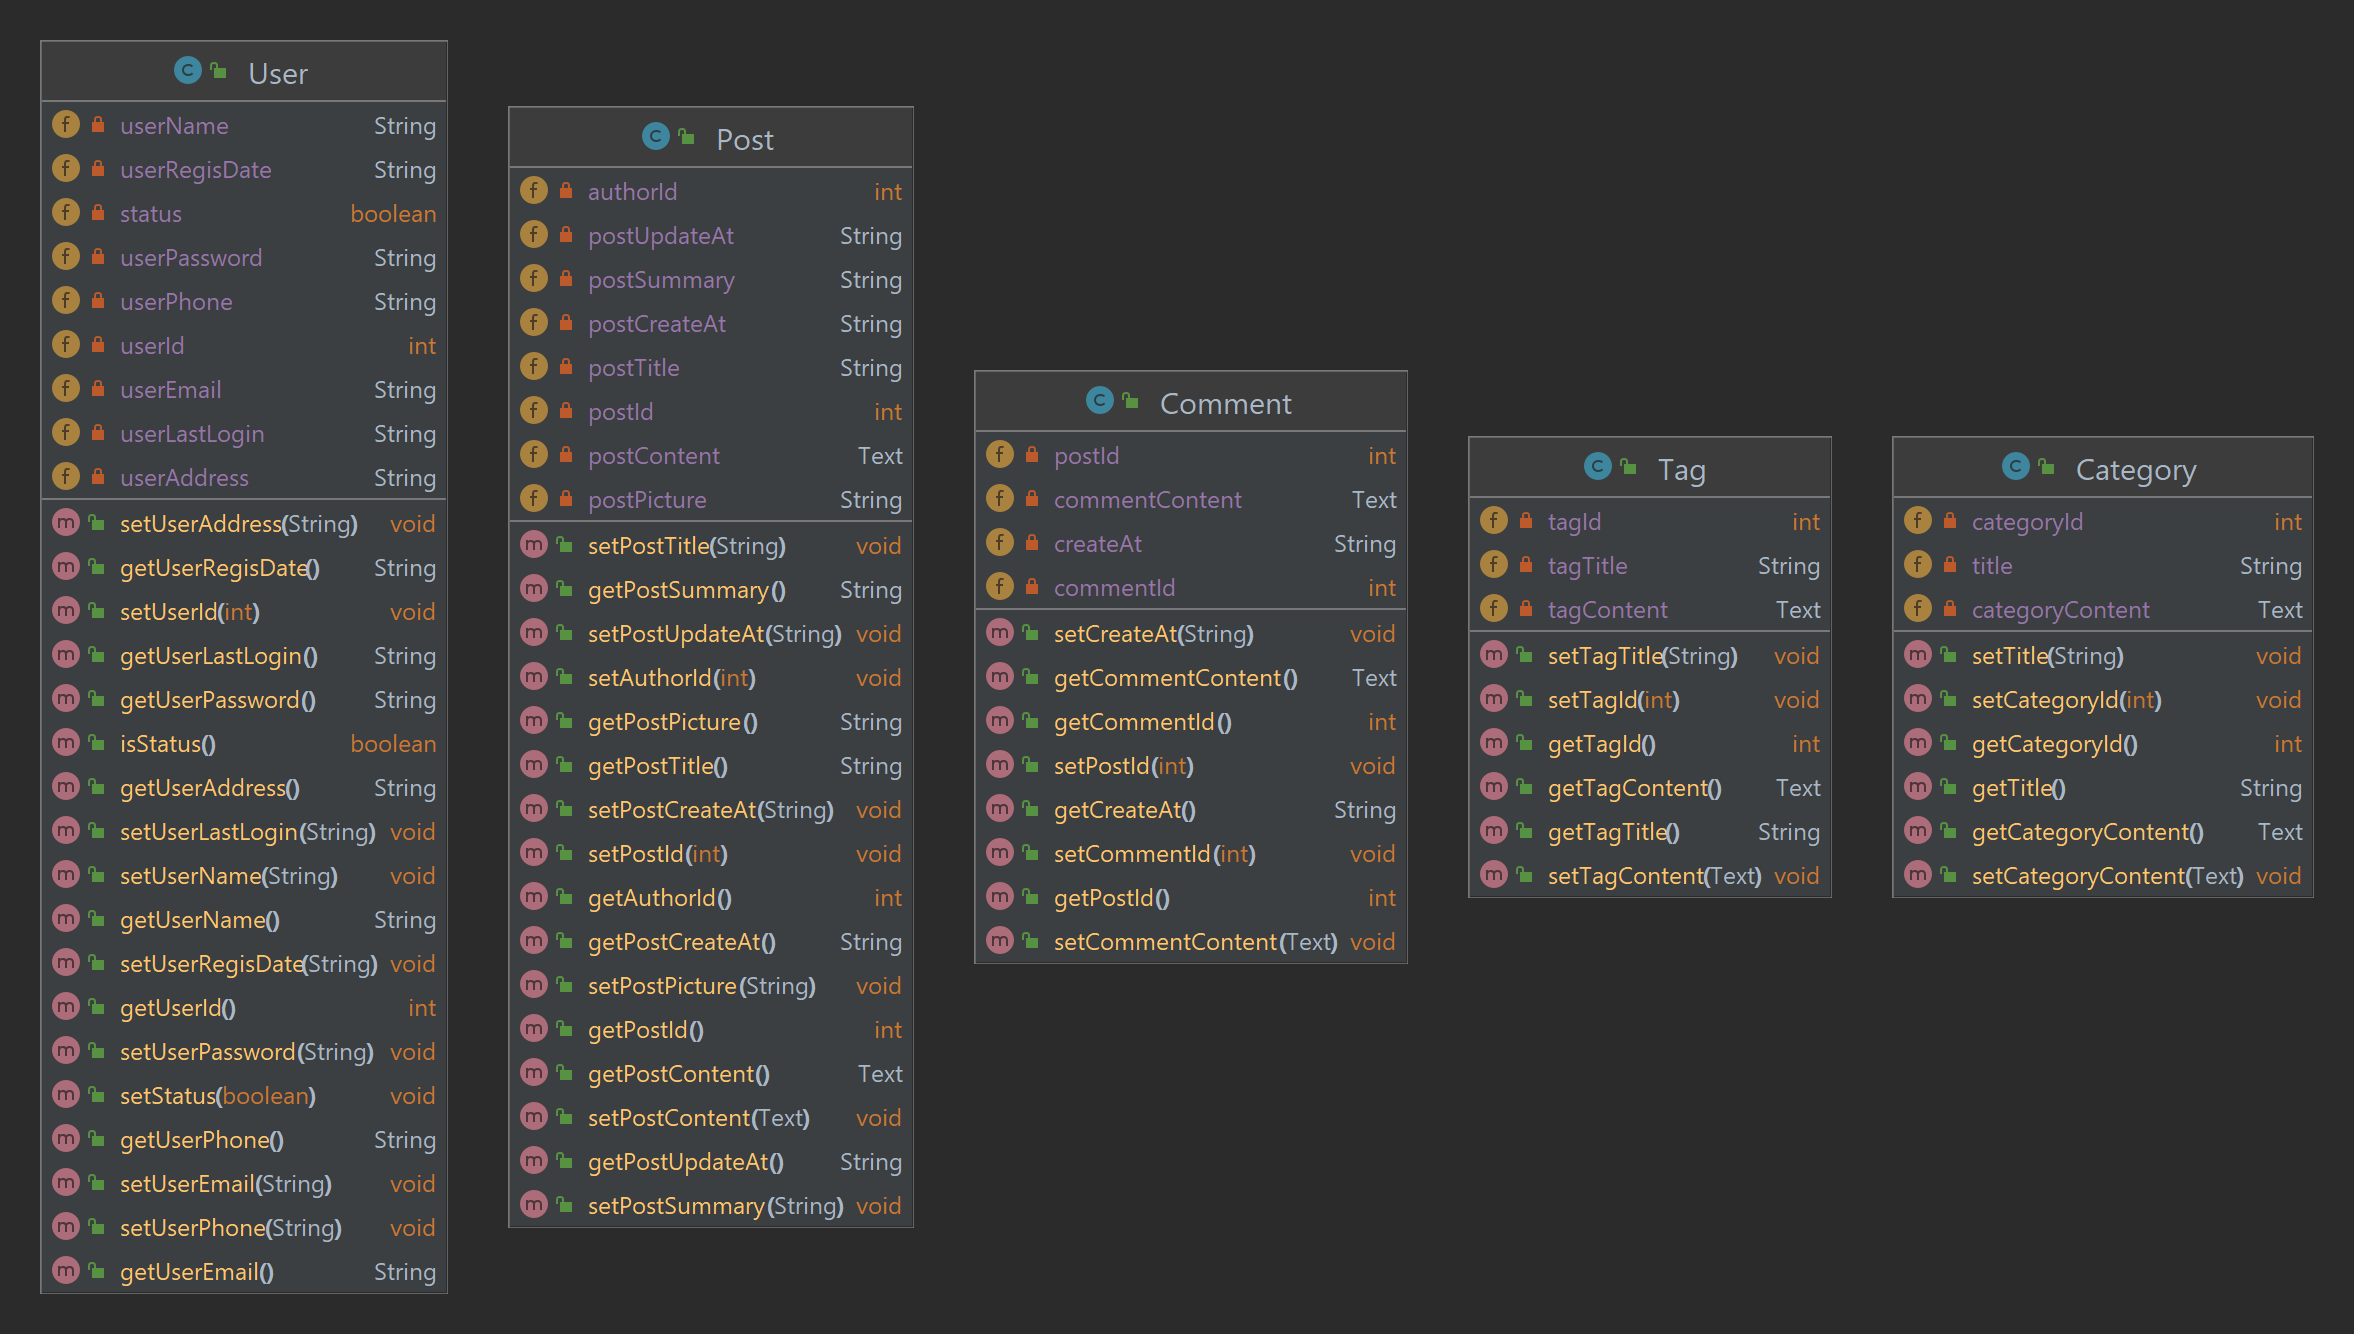 User
userName String
userRegisDate String
status boolean
userPassword String
userPhone String
userId int
userEmail String
userLastLogin String
userAddress String
setUserAddress(String) void
getUserRegisDate() String
setUserId(int) void
getUserLastLogin() String
getUserPassword() String
isStatus() boolean
getUserAddress() String
setUserLastLogin(String) void
setUserName(String) void
getUserName() String
setUserRegisDate(String) void
getUserId() int
setUserPassword(String) void
setStatus(boolean) void
getUserPhone() String
setUserEmail(String) void
setUserPhone(String) void
getUserEmail() String
Post
authorId int
postUpdateAt String
postSummary String
postCreateAt String
postTitle String
postId int
postContent Text
postPicture String
setPostTitle(String) void
getPostSummary() String
setPostUpdateAt(String) void
setAuthorId(int) void
getPostPicture() String
getPostTitle() String
setPostCreateAt(String) void
setPostId(int) void
getAuthorId() int
getPostCreateAt() String
setPostPicture(String) void
getPostId() int
getPostContent() Text
setPostContent(Text) void
getPostUpdateAt() String
setPostSummary(String) void
Comment
postId int
commentContent Text
createAt String
commentId int
setCreateAt(String) void
getCommentContent() Text
getCommentId() int
setPostId(int) void
getCreateAt() String
setCommentId(int) void
getPostId() int
setCommentContent(Text) void
Tag
tagId int
tagTitle String
tagContent Text
setTagTitle(String) void
setTagId(int) void
getTagId() int
getTagContent() Text
getTagTitle() String
setTagContent(Text) void
Category
categoryId int
title String
categoryContent Text
setTitle(String) void
setCategoryId(int) void
getCategoryId() int
getTitle() String
getCategoryContent() Text
setCategoryContent(Text) void